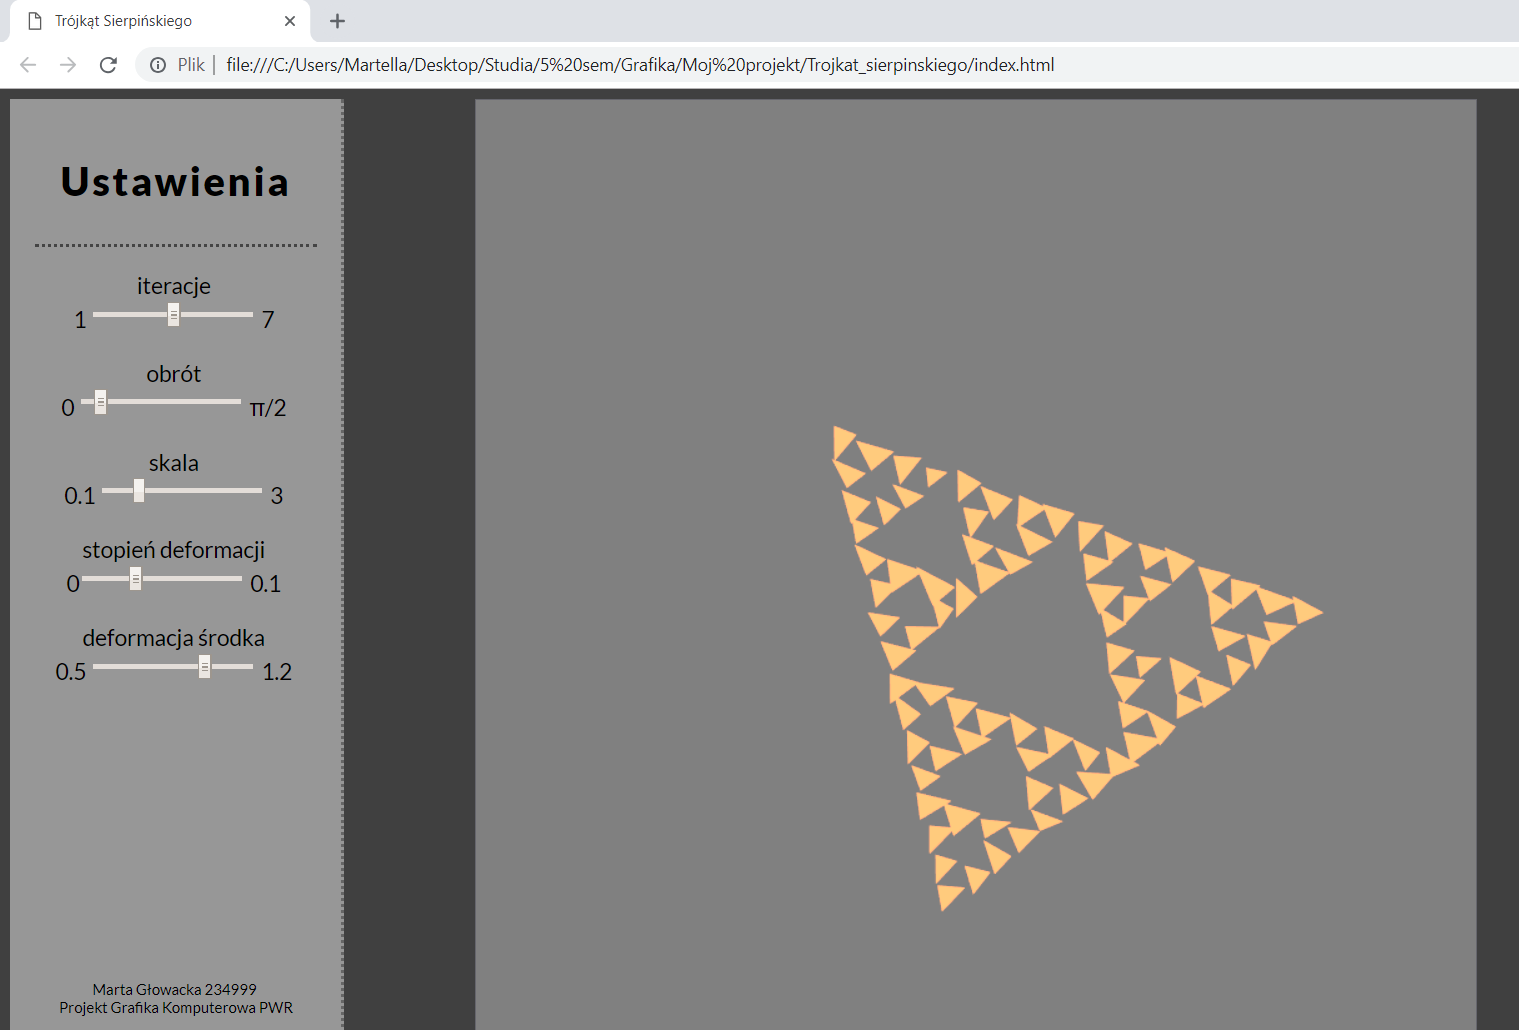 Trójkąt Sierpińskiego
Plik | file:///C:/Users/Martella/Desktop/Studia/5%20sem/Grafika/Moj%20projekt/Trojkat_sierpinskiego/index.html
Ustawienia
iteracje
1 7
obrót
0 π/2
skala
0.1 3
stopień deformacji
0 0.1
deformacja środka
0.5 1.2
Marta Głowacka 234999
Projekt Grafika Komputerowa PWR